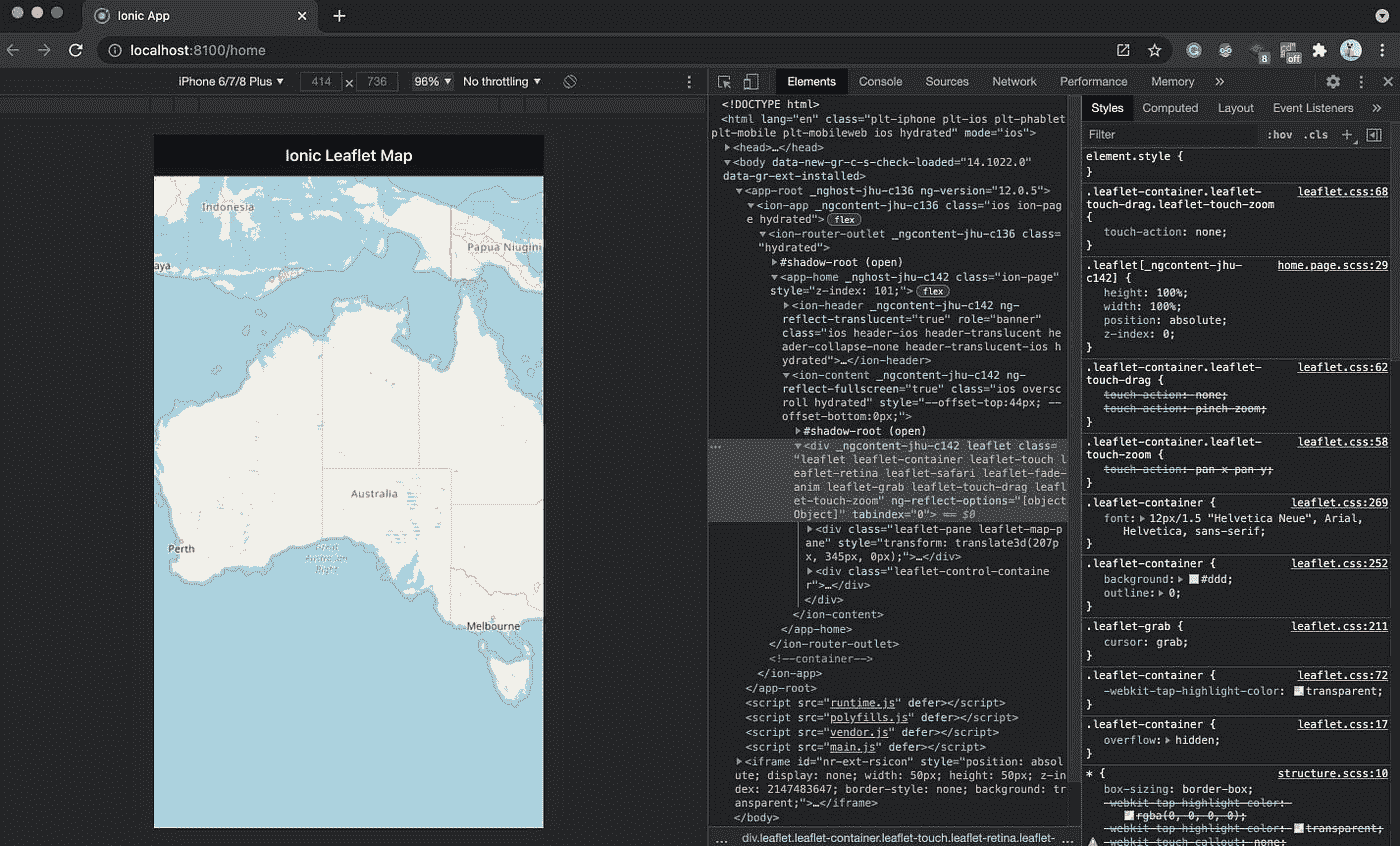 Ionic App
localhost:8100/home
8
off
iPhone 6/7/8 Plus
414 × 736
96%
No throttling
Ionic Leaflet Map
Indonesia
Papua Niugini
aya
Australia
Perth
Great
Australian
Bight
Melbourne
Elements Console Sources Network Performance Memory »
<!DOCTYPE html>
<html lang="en" class="plt-iphone plt-ios plt-phablet
plt-mobile plt-mobileweb ios hydrated" mode="ios">
<head>…</head>
<body data-new-gr-c-s-check-loaded="14.1022.0"
data-gr-ext-installed>
<app-root _nghost-jhu-c136 ng-version="12.0.5">
<ion-app _ngcontent-jhu-c136 class="ios ion-pag
e hydrated"> flex
<ion-router-outlet _ngcontent-jhu-c136 class=
"hydrated">
#shadow-root (open)
<app-home _nghost-jhu-c142 class="ion-page"
style="z-index: 101;"> flex
<ion-header _ngcontent-jhu-c142 ng-
reflect-translucent="true" role="banner"
class="ios header-ios header-translucent he
ader-collapse-none header-translucent-ios h
ydrated">…</ion-header>
<ion-content _ngcontent-jhu-c142 ng-
reflect-fullscreen="true" class="ios oversc
roll hydrated" style="--offset-top:44px; --
offset-bottom:0px;">
#shadow-root (open)
<div _ngcontent-jhu-c142 leaflet class=
"leaflet leaflet-container leaflet-touch l
eaflet-retina leaflet-safari leaflet-fade-
anim leaflet-grab leaflet-touch-drag leafl
et-touch-zoom" ng-reflect-options="[object
Object]" tabindex="0"> == $0
<div class="leaflet-pane leaflet-map-p
ane" style="transform: translate3d(207p
x, 345px, 0px);">…</div>
<div class="leaflet-control-containe
r">…</div>
</div>
</ion-content>
</app-home>
</ion-router-outlet>
<!--container-->
</ion-app>
</app-root>
<script src="runtime.js" defer></script>
<script src="polyfills.js" defer></script>
<script src="vendor.js" defer></script>
<script src="main.js" defer></script>
<iframe id="nr-ext-rsicon" style="position: absol
ute; display: none; width: 50px; height: 50px; z-in
dex: 2147483647; border-style: none; background: tr
ansparent;">…</iframe>
</body>
… div.leaflet.leaflet-container.leaflet-touch.leaflet-retina.leaflet- …
Styles Computed Layout Event Listeners »
Filter :hov .cls +
element.style {
}
.leaflet-container.leaflet- leaflet.css:68
touch-drag.leaflet-touch-zoom
{
touch-action: none;
}
.leaflet[_ngcontent-jhu- home.page.scss:29
c142] {
height: 100%;
width: 100%;
position: absolute;
z-index: 0;
}
.leaflet-container.leaflet- leaflet.css:62
touch-drag {
touch-action: none;
touch-action: pinch-zoom;
}
.leaflet-container.leaflet- leaflet.css:58
touch-zoom {
touch-action: pan-x pan-y;
}
.leaflet-container { leaflet.css:269
font: 12px/1.5 "Helvetica Neue", Arial,
Helvetica, sans-serif;
}
.leaflet-container { leaflet.css:252
background: #ddd;
outline: 0;
}
.leaflet-grab { leaflet.css:211
cursor: grab;
}
.leaflet-container { leaflet.css:72
-webkit-tap-highlight-color: transparent;
}
.leaflet-container { leaflet.css:17
overflow: hidden;
}
* { structure.scss:10
box-sizing: border-box;
-webkit-tap-highlight-color:
rgba(0, 0, 0, 0);
-webkit-tap-highlight-color: transparent;
-webkit-touch-callout: none;